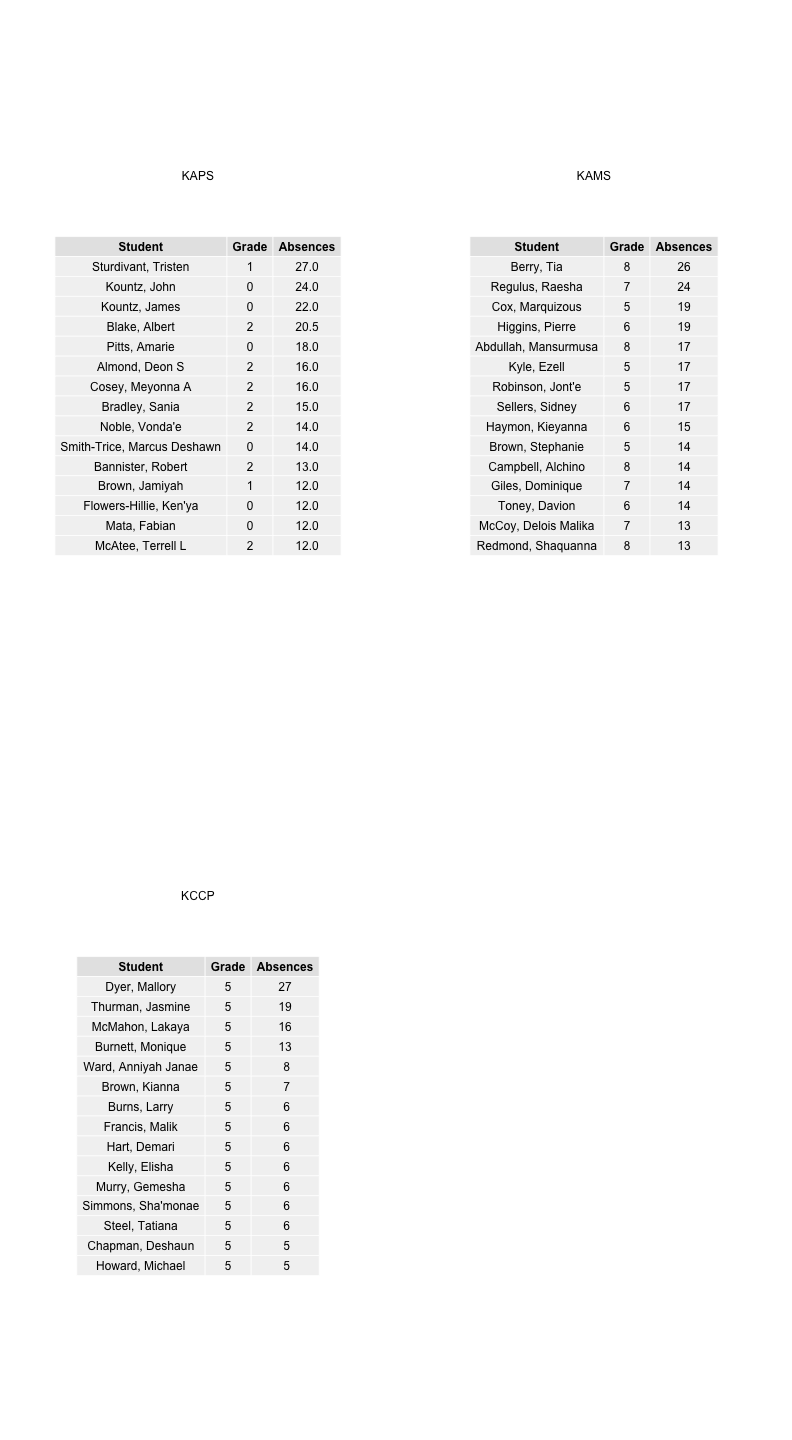 KAPS
Student Grade Absences
Sturdivant, Tristen 1 27.0
Kountz, John 0 24.0
Kountz, James 0 22.0
Blake, Albert 2 20.5
Pitts, Amarie 0 18.0
Almond, Deon S 2 16.0
Cosey, Meyonna A 2 16.0
Bradley, Sania 2 15.0
Noble, Vonda'e 2 14.0
Smith-Trice, Marcus Deshawn 0 14.0
Bannister, Robert 2 13.0
Brown, Jamiyah 1 12.0
Flowers-Hillie, Ken'ya 0 12.0
Mata, Fabian 0 12.0
McAtee, Terrell L 2 12.0
KAMS
Student Grade Absences
Berry, Tia 8 26
Regulus, Raesha 7 24
Cox, Marquizous 5 19
Higgins, Pierre 6 19
Abdullah, Mansurmusa 8 17
Kyle, Ezell 5 17
Robinson, Jont'e 5 17
Sellers, Sidney 6 17
Haymon, Kieyanna 6 15
Brown, Stephanie 5 14
Campbell, Alchino 8 14
Giles, Dominique 7 14
Toney, Davion 6 14
McCoy, Delois Malika 7 13
Redmond, Shaquanna 8 13
KCCP
Student Grade Absences
Dyer, Mallory 5 27
Thurman, Jasmine 5 19
McMahon, Lakaya 5 16
Burnett, Monique 5 13
Ward, Anniyah Janae 5 8
Brown, Kianna 5 7
Burns, Larry 5 6
Francis, Malik 5 6
Hart, Demari 5 6
Kelly, Elisha 5 6
Murry, Gemesha 5 6
Simmons, Sha'monae 5 6
Steel, Tatiana 5 6
Chapman, Deshaun 5 5
Howard, Michael 5 5